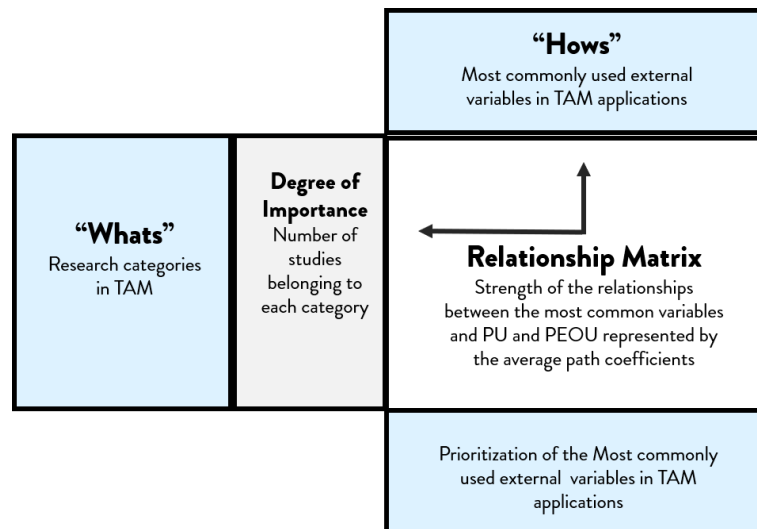 “Hows”
Most commonly used external
variables in TAM applications
“Whats”
Research categories
in TAM
Degree of
Importance
Number of
studies
belonging to
each category
Relationship Matrix
Strength of the relationships
between the most common variables
and PU and PEOU represented by
the average path coefficients
Prioritization of the Most commonly
used external variables in TAM
applications